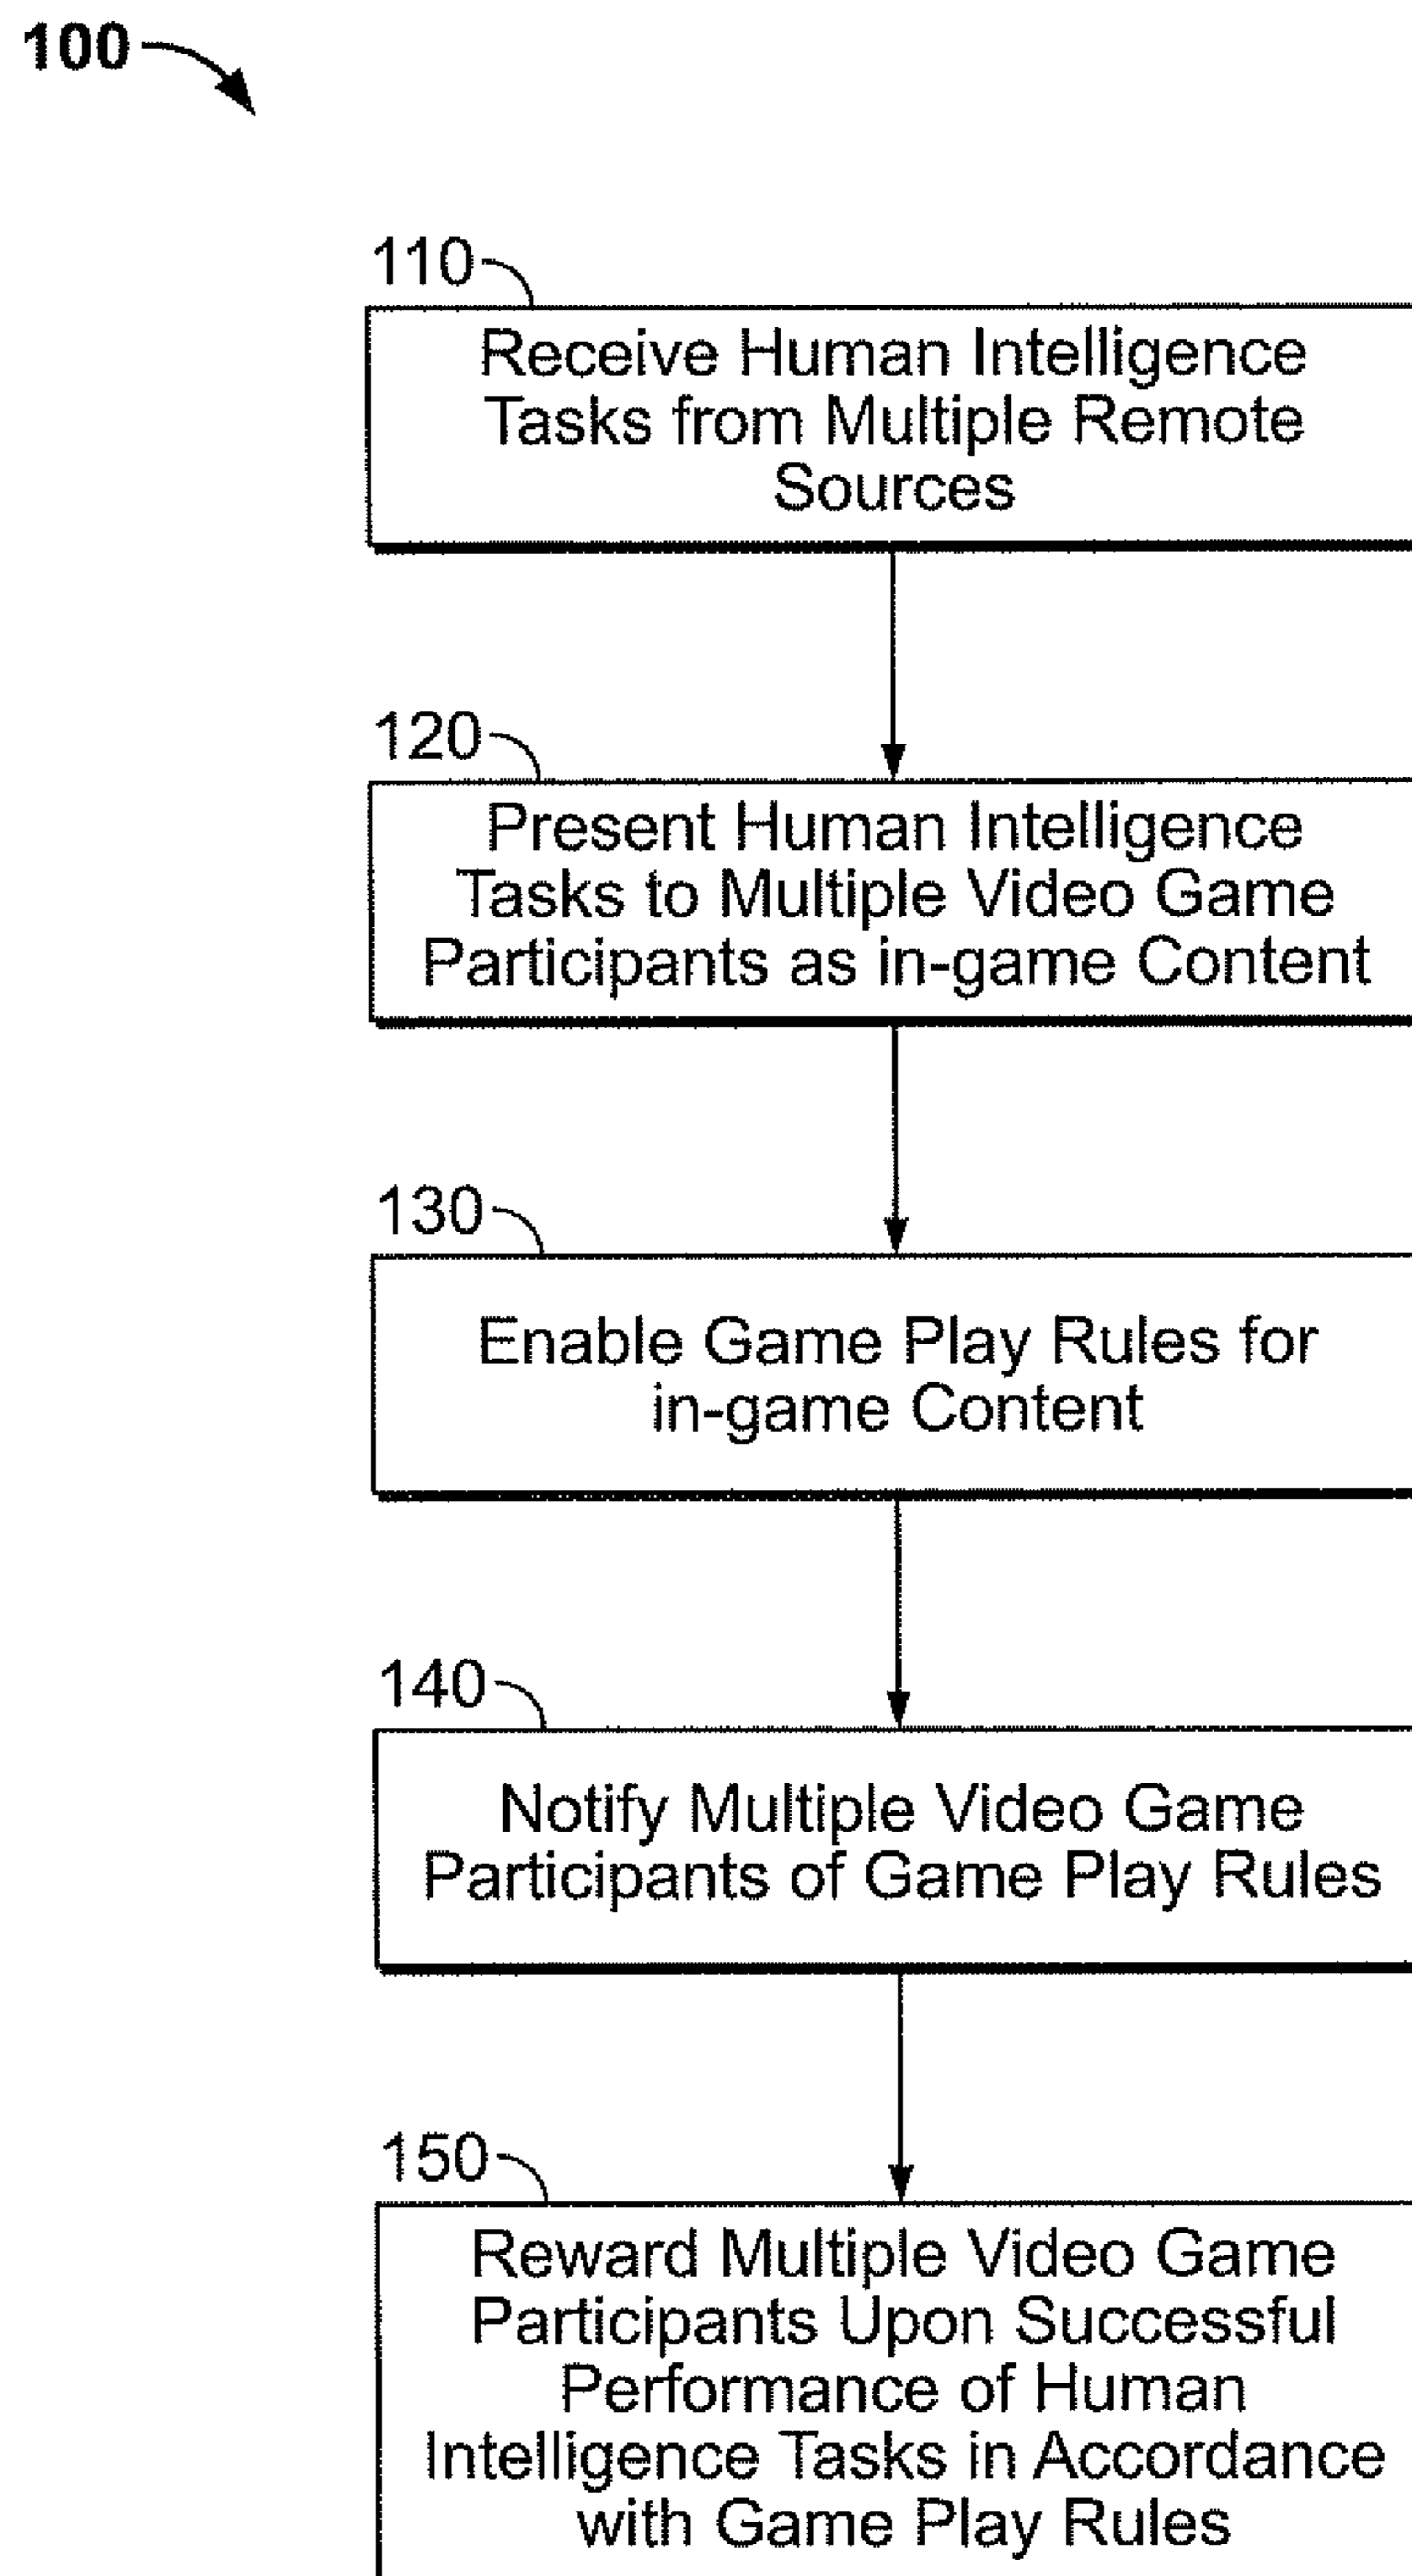 100
110
Receive Human Intelligence
Tasks from Multiple Remote
Sources
120
Present Human Intelligence
Tasks to Multiple Video Game
Participants as in-game Content
130
Enable Game Play Rules for
in-game Content
140
Notify Multiple Video Game
Participants of Game Play Rules
150
Reward Multiple Video Game
Participants Upon Successful
Performance of Human
Intelligence Tasks in Accordance
with Game Play Rules